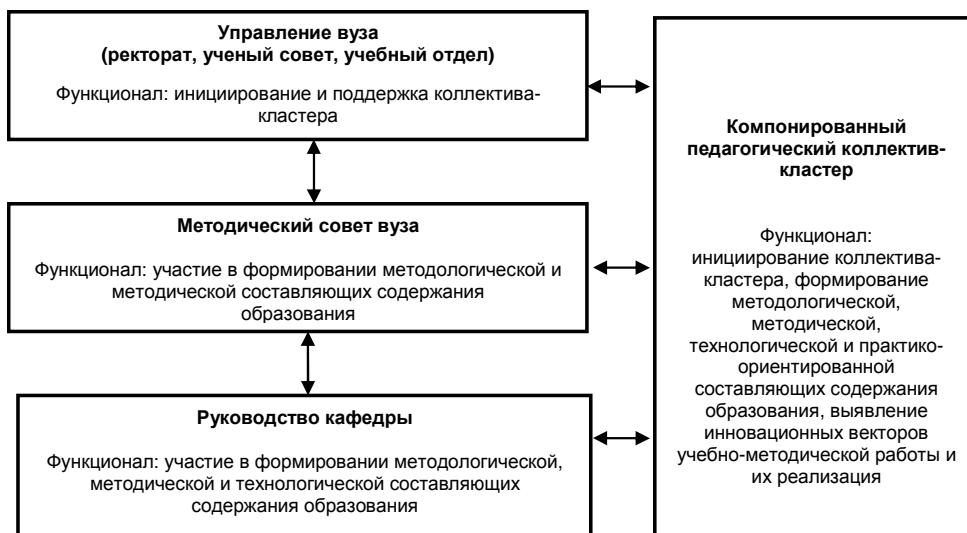 Управление вуза
(ректорат, ученый совет, учебный отдел)
Функционал: инициирование и поддержка коллектива-
кластера
Методический совет вуза
Функционал: участие в формировании методологической и
методической составляющих содержания
образования
Руководство кафедры
Функционал: участие в формировании методологической,
методической и технологической составляющих
содержания образования
Компонированный
педагогический коллектив-
кластер
Функционал:
инициирование коллектива-
кластера, формирование
методологической,
методической,
технологической и практико-
ориентированной
составляющих содержания
образования, выявление
инновационных векторов
учебно-методической работы и
их реализация